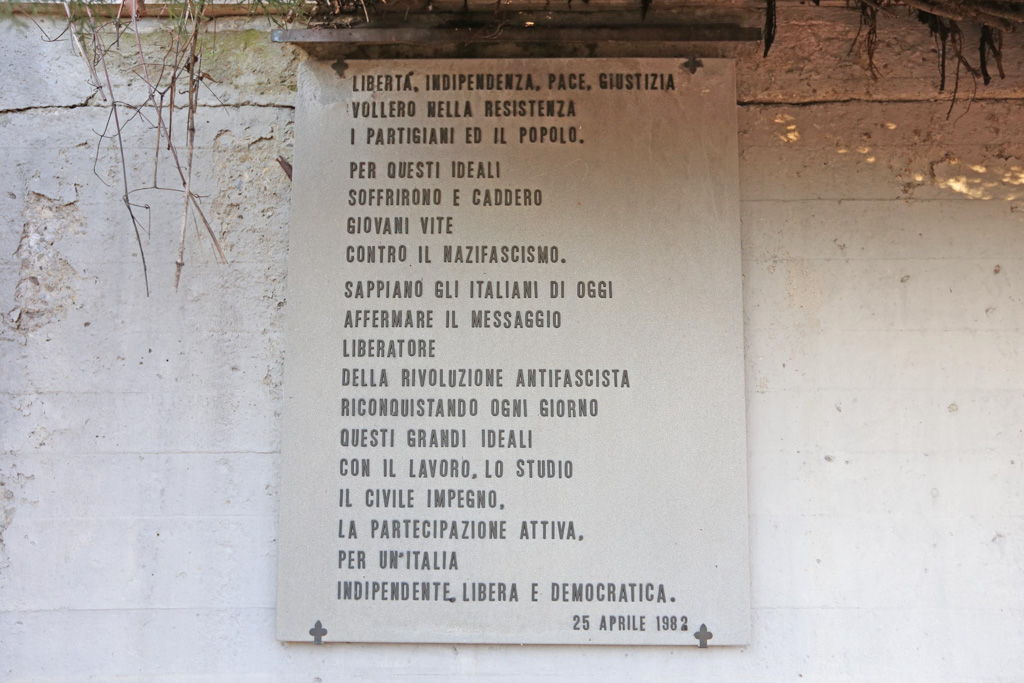 LIBERTÀ, INDIPENDENZA, PACE, GIUSTIZIA
VOLLERO NELLA RESISTENZA
I PARTIGIANI ED IL POPOLO.
PER QUESTI IDEALI
SOFFRIRONO E CADDERO
GIOVANI VITE
CONTRO IL NAZIFASCISMO.
SAPPIANO GLI ITALIANI DI OGGI
AFFERMARE IL MESSAGGIO
LIBERATORE
DELLA RIVOLUZIONE ANTIFASCISTA
RICONQUISTANDO OGNI GIORNO
QUESTI GRANDI IDEALI
CON IL LAVORO, LO STUDIO
IL CIVILE IMPEGNO,
LA PARTECIPAZIONE ATTIVA,
PER UN'ITALIA
INDIPENDENTE, LIBERA E DEMOCRATICA.
25 APRILE 1982